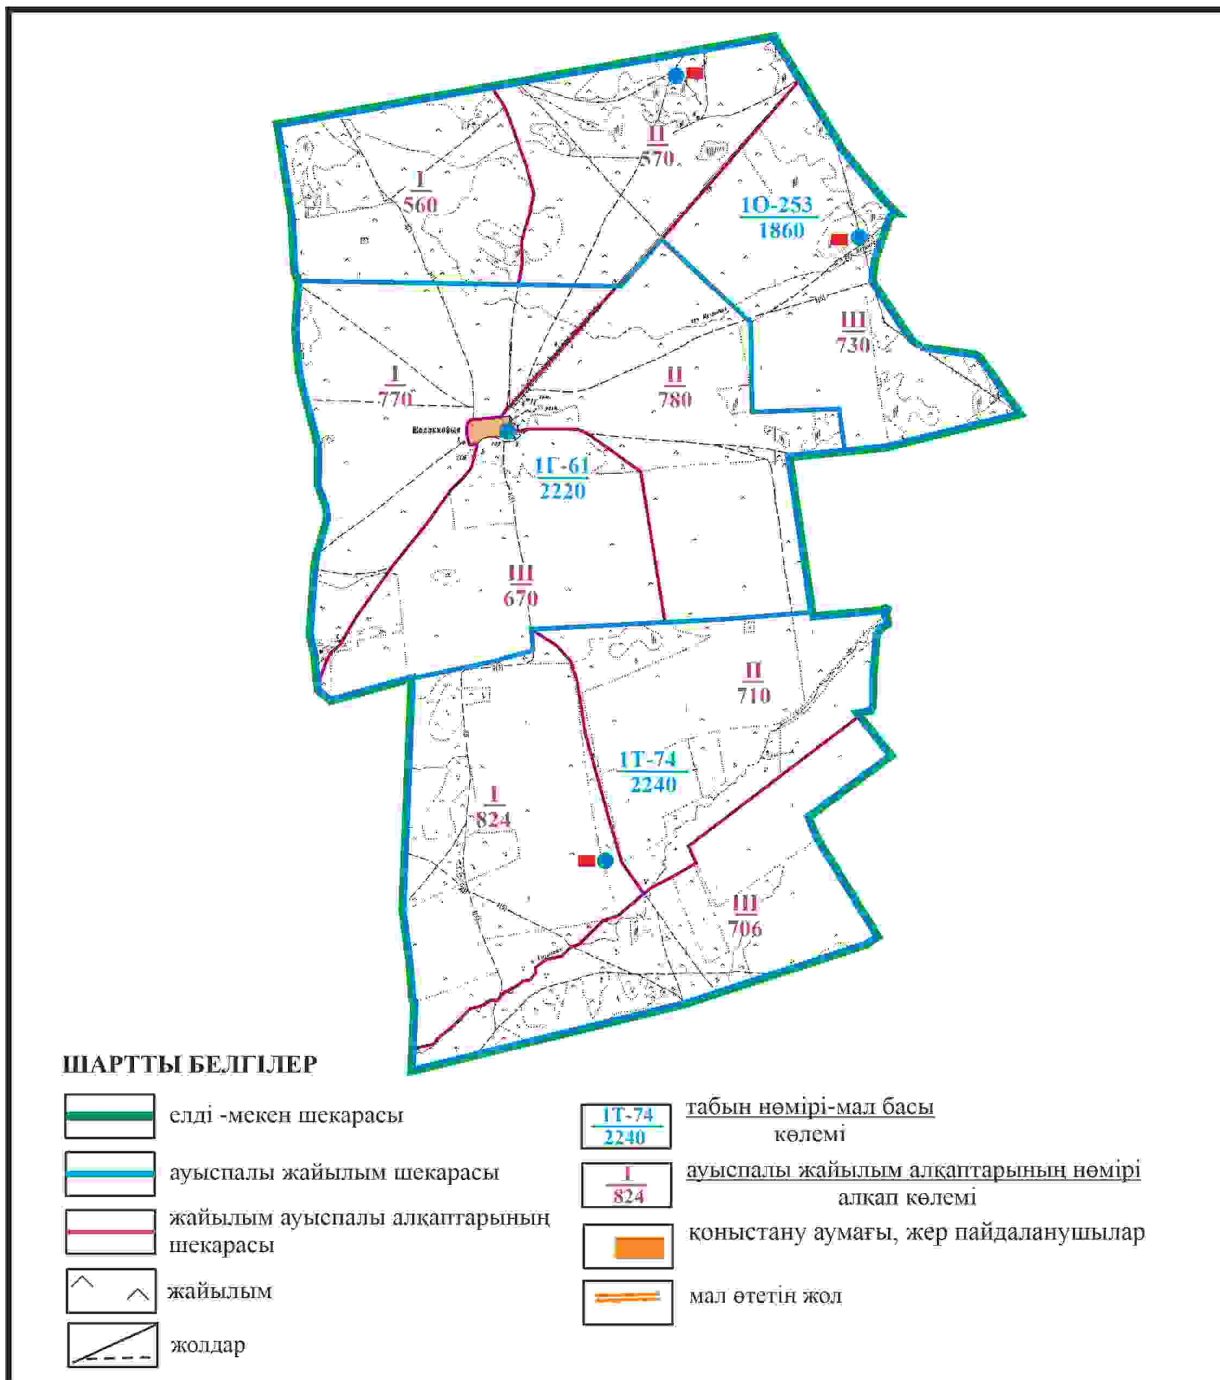 II
570
I
560
1О-253
1860
III
730
I
770
II
780
1Г-61
2220
III
670
II
710
1Т-74
2240
I
824
III
706
ШАРТТЫ БЕЛГІЛЕР
елді -мекен шекарасы
ауыспалы жайылым шекарасы
жайылым ауыспалы алқаптарының
шекарасы
жайылым
жолдар
1Т-74
2240
табын нөмірі-мал басы
көлемі
I
824
ауыспалы жайылым алқаптарының нөмірі
алқап көлемі
қоныстану аумағы, жер пайдаланушылар
мал өтетін жол